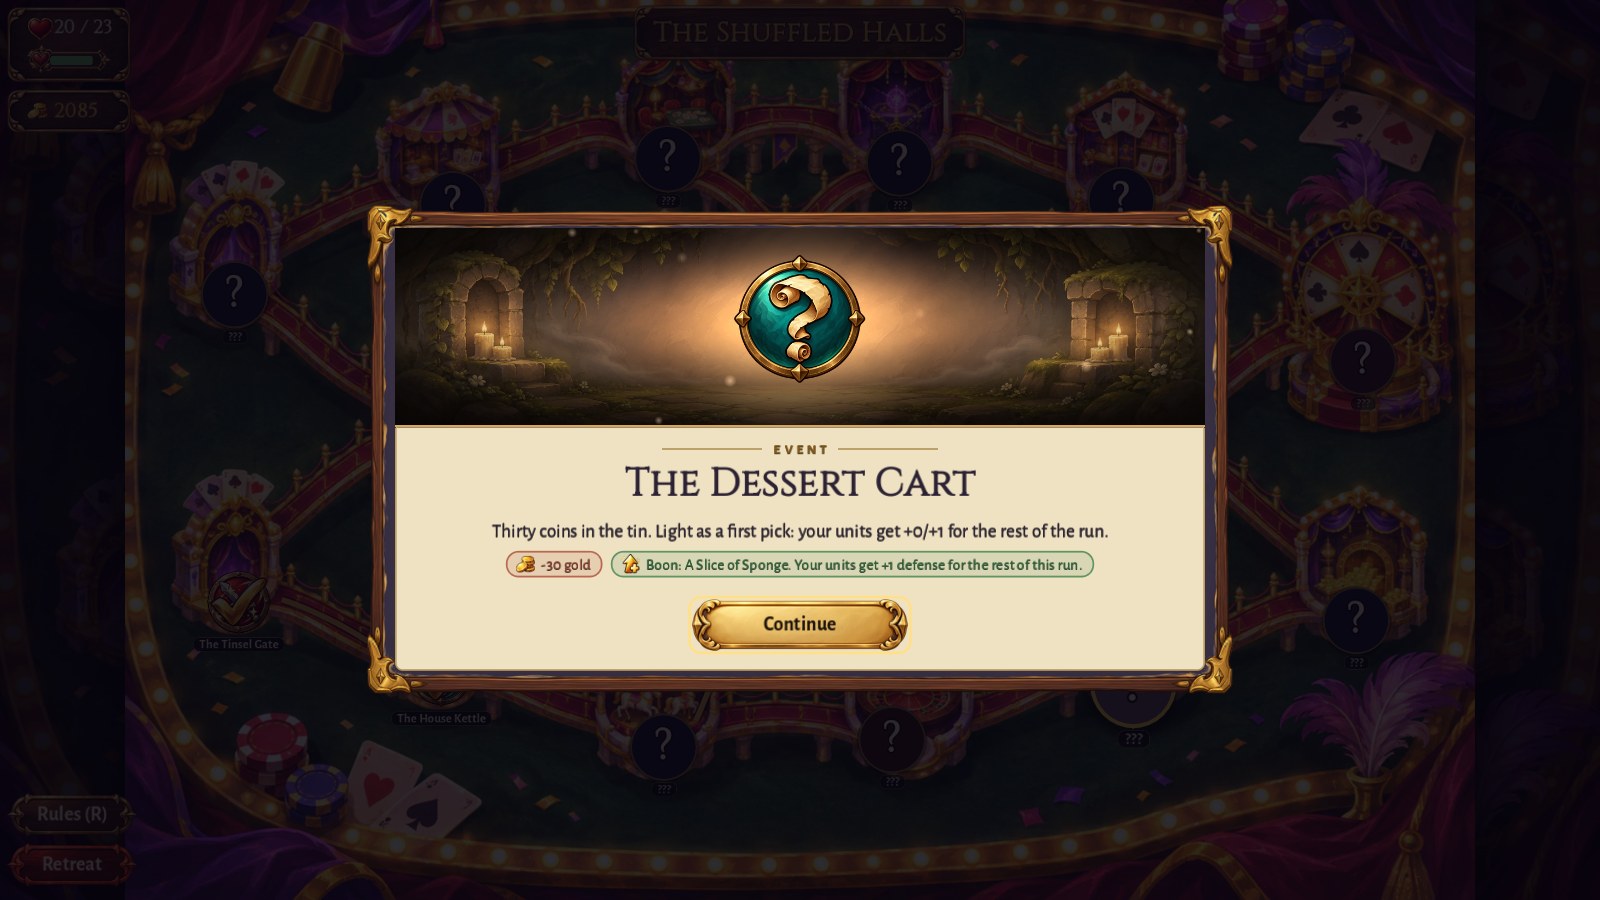 20 / 23
THE SHUFFLED HALLS
2085
?
?
?
?
???
???
?
???
?
???
EVENT
THE DESSERT CART
Thirty coins in the tin. Light as a first pick: your units get +0/+1 for the rest of the run.
-30 gold
Boon: A Slice of Sponge. Your units get +1 defense for the rest of this run.
Continue
The Tinsel Gate
?
???
The House Kettle
?
???
?
???
???
Rules (R)
Retreat